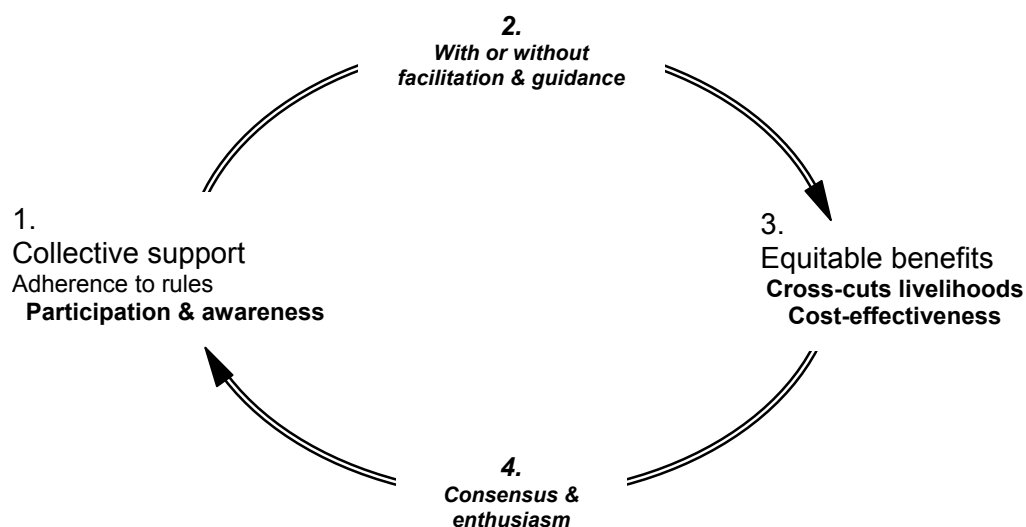 2.
With or without
facilitation & guidance
1.
Collective support
Adherence to rules
Participation & awareness
3.
Equitable benefits
Cross-cuts livelihoods
Cost-effectiveness
4.
Consensus &
enthusiasm